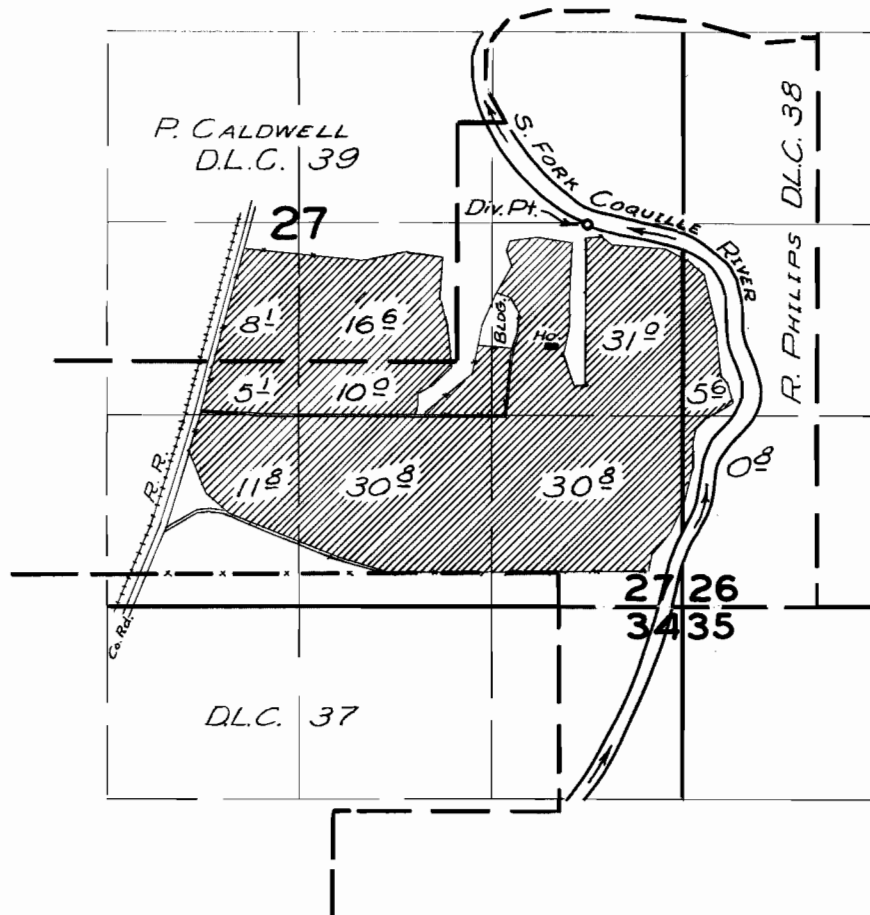 P. CALDWELL
D.L.C. 39
S. FORK COQUILLE RIVER
D.L.C. 38
R. PHILIPS
27
Div. Pt.
8 1
16 6
BLDG.
Ho.
31 0
5 1
10 0
5 6
R. R.
11 8
30 8
30 8
0 8
27 26
34 35
Co. Rd.
D.L.C. 37